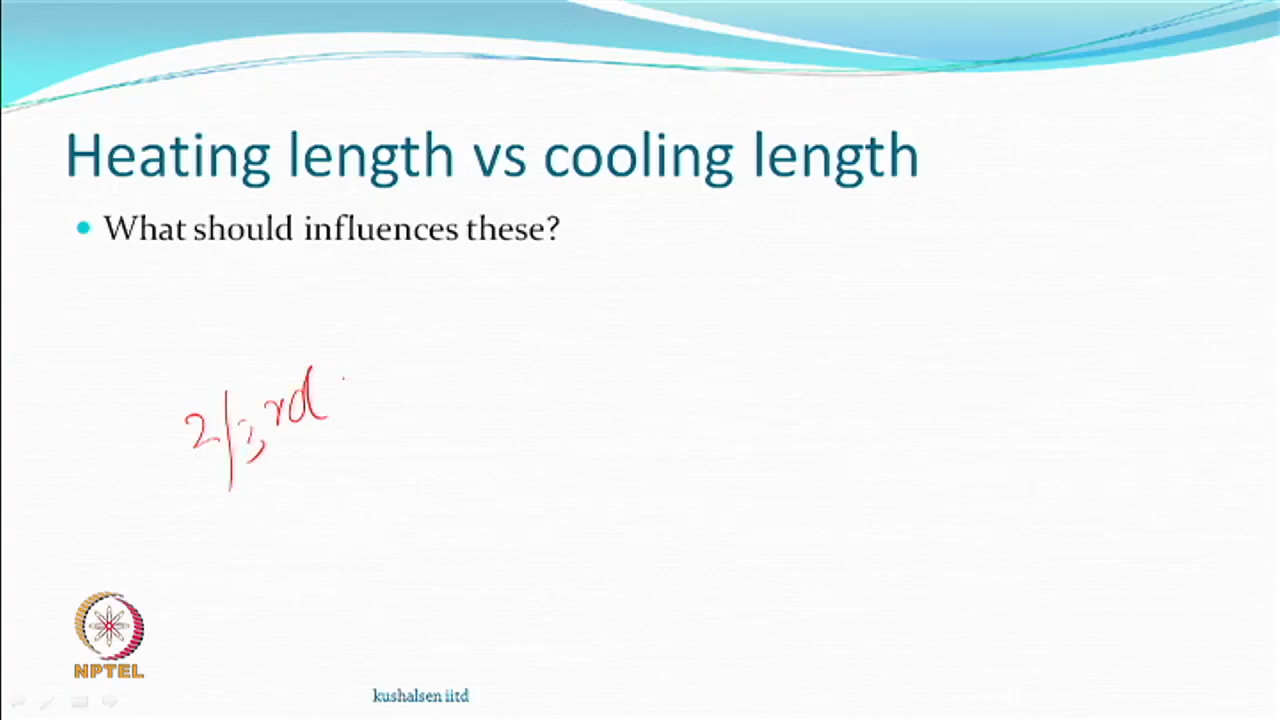 Heating length vs cooling length
What should influences these?
2/3rd
NPTEL
kushalsen iitd